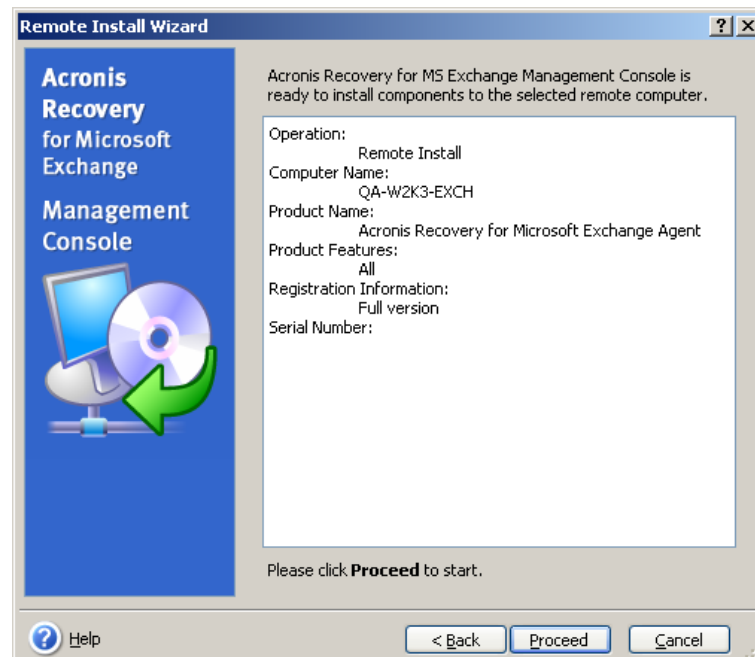 Remote Install Wizard
Acronis
Recovery
for Microsoft
Exchange
Management
Console
Acronis Recovery for MS Exchange Management Console is
ready to install components to the selected remote computer.
Operation:
Remote Install
Computer Name:
QA-W2K3-EXCH
Product Name:
Acronis Recovery for Microsoft Exchange Agent
Product Features:
All
Registration Information:
Full version
Serial Number:
Please click Proceed to start.
Help
< Back
Proceed
Cancel